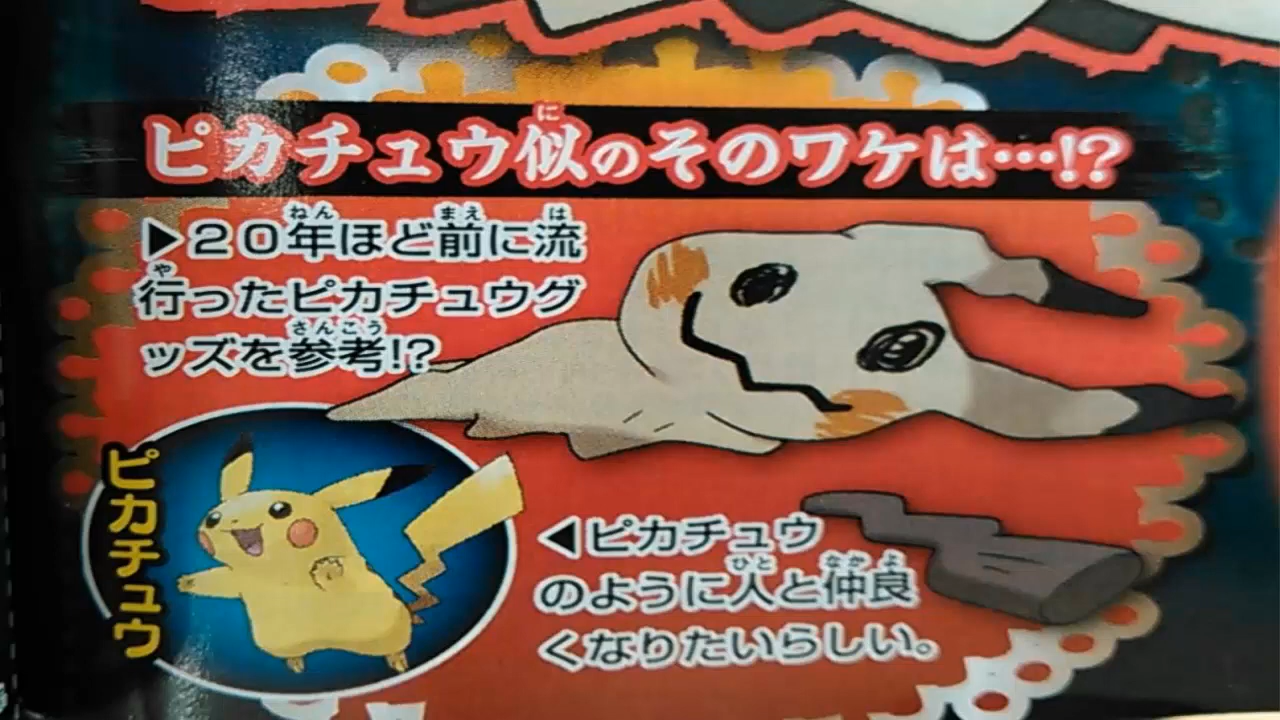 ピカチュウ似のそのワケは…!?
▶20年ほど前に流
行ったピカチュウグ
ッズを参考!?
ピカチュウ
◀ピカチュウ
のように人と仲良
くなりたいらしい。